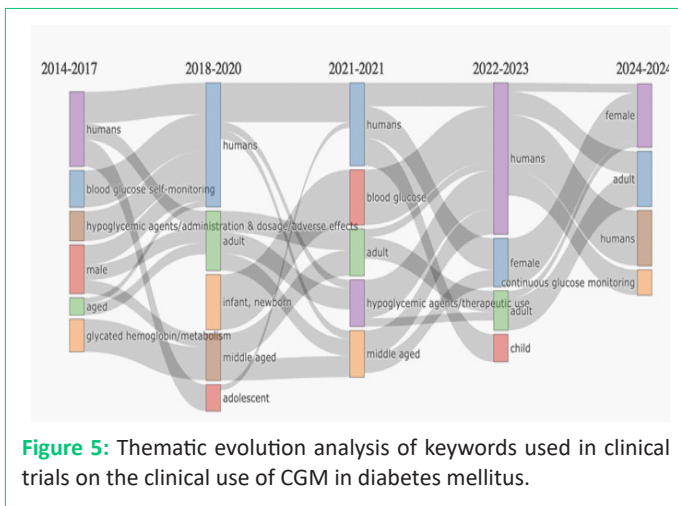 2014-2017 2018-2020 2021-2021 2022-2023 2024-2024
humans
blood glucose self-monitoring
hypoglycemic agents/administration & dosage/adverse effects
male
aged
glycated hemoglobin/metabolism
humans
adult
infant, newborn
middle aged
adolescent
humans
blood glucose
adult
hypoglycemic agents/therapeutic use
middle aged
humans
female
adult
child
female
adult
humans
continuous glucose monitoring
Figure 5: Thematic evolution analysis of keywords used in clinical
trials on the clinical use of CGM in diabetes mellitus.